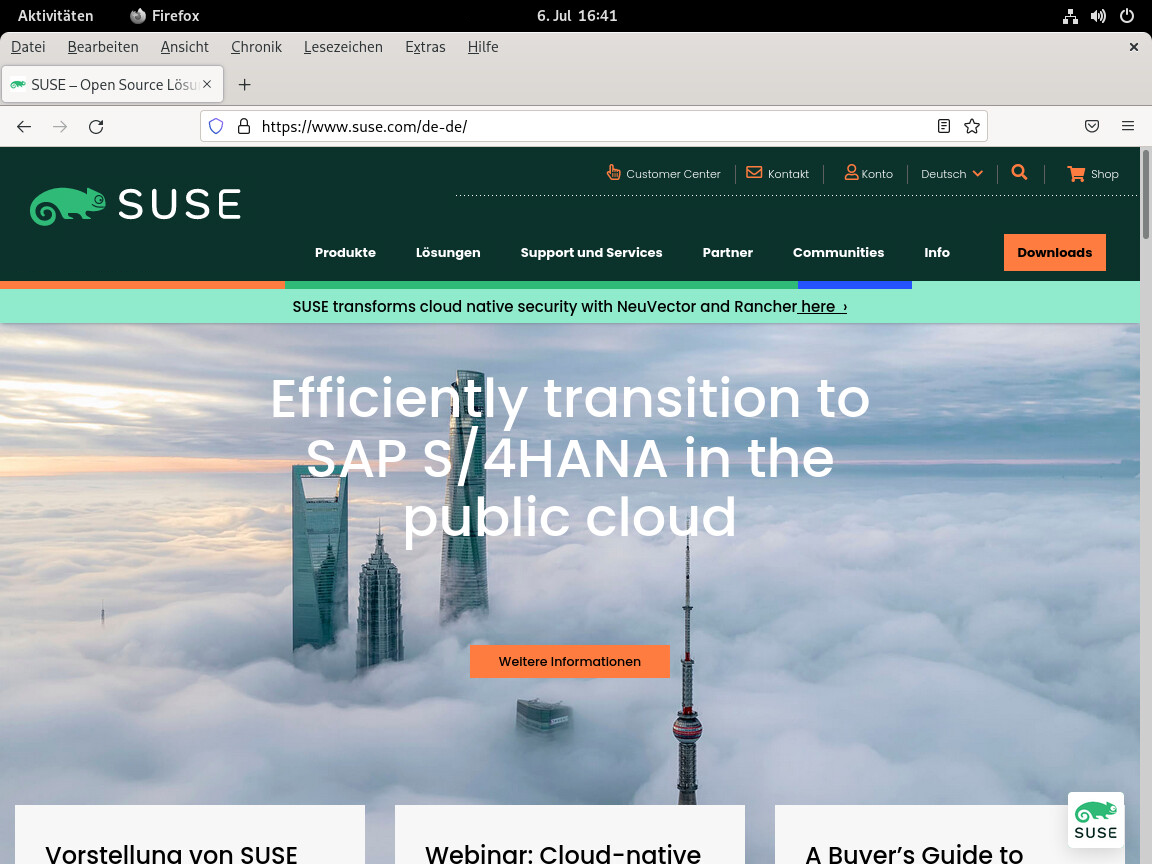 Aktivitäten Firefox 6. Jul 16:41
Datei Bearbeiten Ansicht Chronik Lesezeichen Extras Hilfe
SUSE – Open Source Lösu
https://www.suse.com/de-de/
Customer Center Kontakt Konto Deutsch Shop
SUSE
Produkte Lösungen Support und Services Partner Communities Info Downloads
SUSE transforms cloud native security with NeuVector and Rancher here ›
Efficiently transition to
SAP S/4HANA in the
public cloud
Weitere Informationen
SUSE
Vorstellung von SUSE Webinar: Cloud-native A Buyer’s Guide to